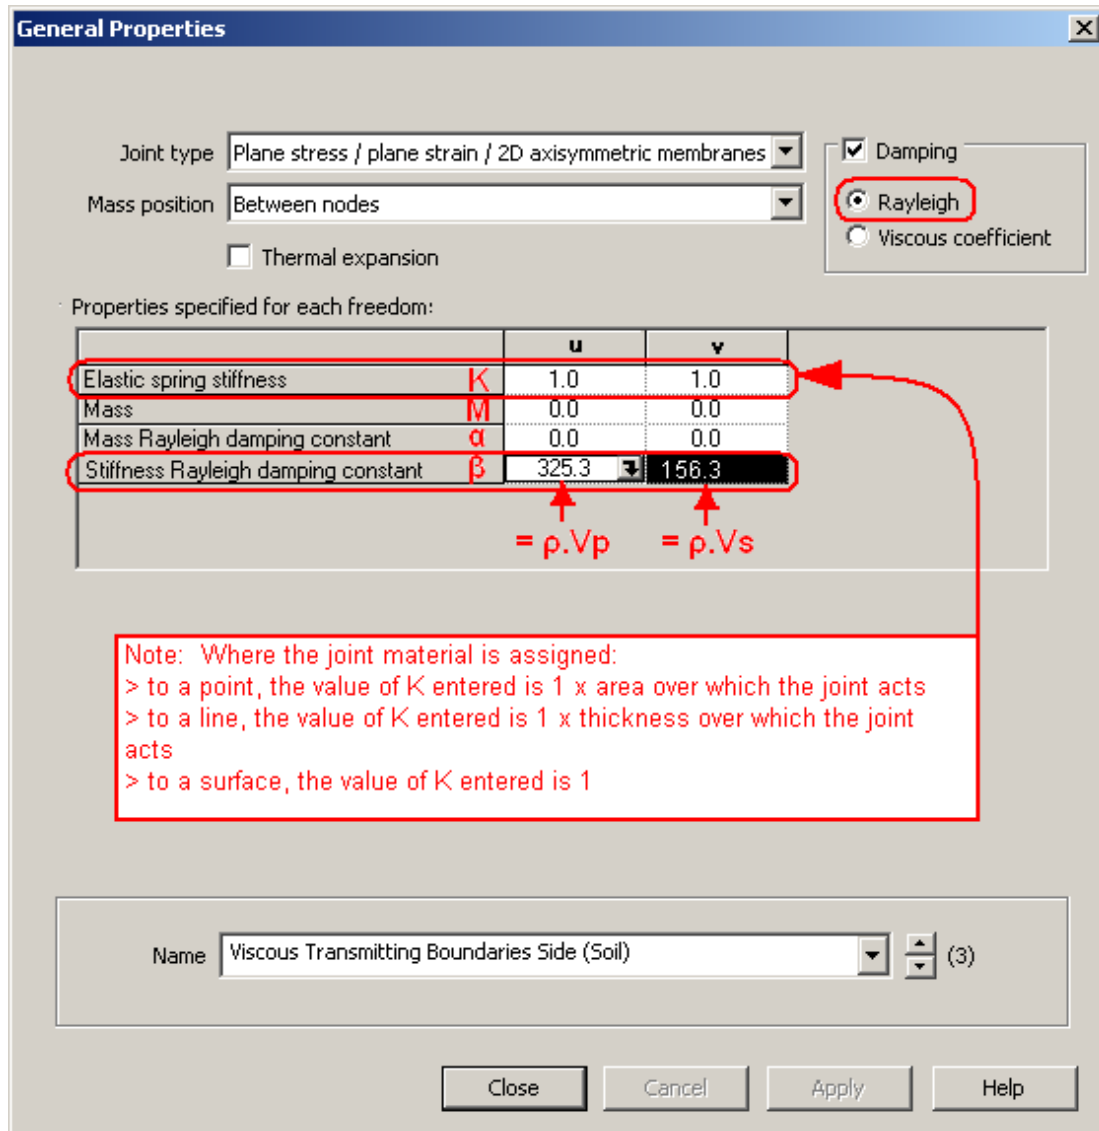 General Properties
Joint type Plane stress / plane strain / 2D axisymmetric membranes
Damping
Mass position Between nodes
Rayleigh
Viscous coefficient
Thermal expansion
Properties specified for each freedom:
u v
Elastic spring stiffness K 1.0 1.0
Mass M 0.0 0.0
Mass Rayleigh damping constant α 0.0 0.0
Stiffness Rayleigh damping constant β 325.3 156.3
= ρ.Vp = ρ.Vs
Note: Where the joint material is assigned:
> to a point, the value of K entered is 1 x area over which the joint acts
> to a line, the value of K entered is 1 x thickness over which the joint
acts
> to a surface, the value of K entered is 1
Name Viscous Transmitting Boundaries Side (Soil) (3)
Close Cancel Apply Help